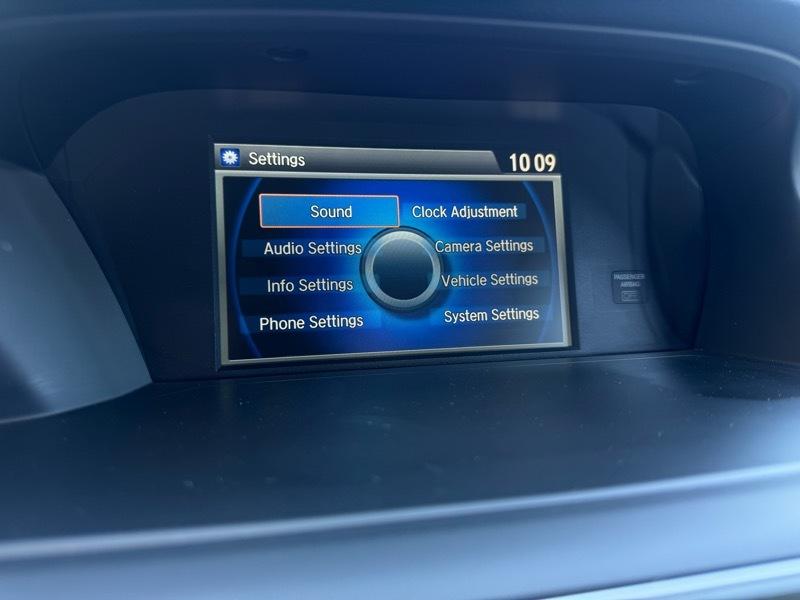 Settings
10 09
Sound
Clock Adjustment
Audio Settings
Camera Settings
Info Settings
Vehicle Settings
Phone Settings
System Settings
PASSENGER
AIRBAG
OFF